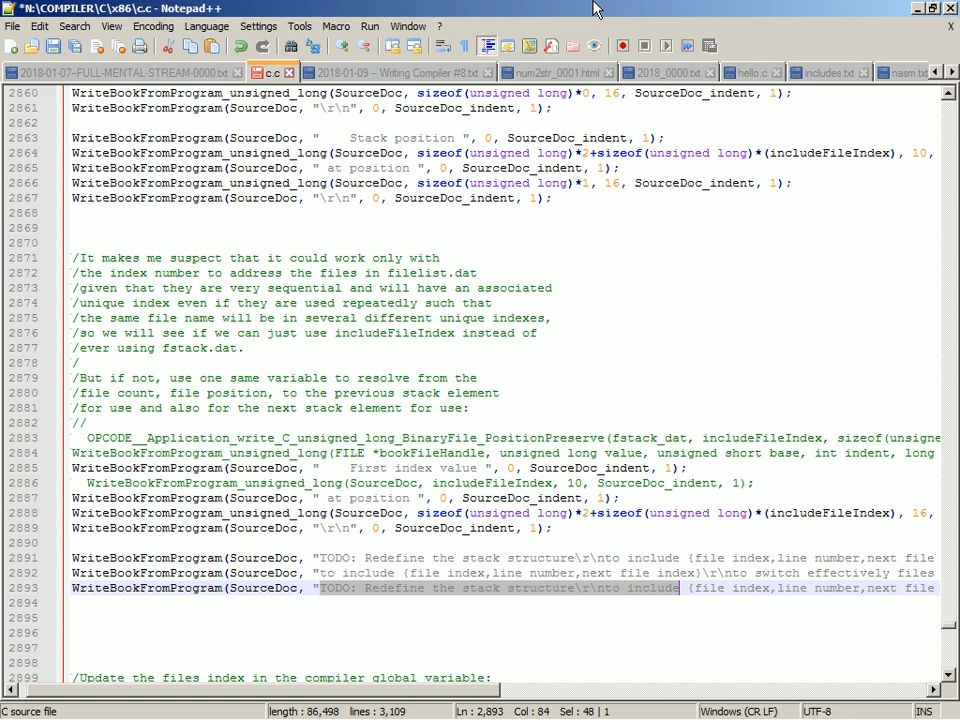 *N:\COMPILER\C\x86\c.c - Notepad++
File Edit Search View Encoding Language Settings Tools Macro Run Window ? X
2018-01-07-FULL-MENTAL-STREAM-0000.txt c.c 2018-01-09 -- Writing Compiler #8.txt num2str_0001.html 2018_0000.txt hello.c includes.txt nasm.tx
2860 WriteBookFromProgram_unsigned_long(SourceDoc, sizeof(unsigned long)*0, 16, SourceDoc_indent, 1);
2861 WriteBookFromProgram(SourceDoc, "\r\n", 0, SourceDoc_indent, 1);
2862
2863 WriteBookFromProgram(SourceDoc, "    Stack position ", 0, SourceDoc_indent, 1);
2864 WriteBookFromProgram_unsigned_long(SourceDoc, sizeof(unsigned long)*2+sizeof(unsigned long)*(includeFileIndex), 10,
2865 WriteBookFromProgram(SourceDoc, " at position ", 0, SourceDoc_indent, 1);
2866 WriteBookFromProgram_unsigned_long(SourceDoc, sizeof(unsigned long)*1, 16, SourceDoc_indent, 1);
2867 WriteBookFromProgram(SourceDoc, "\r\n", 0, SourceDoc_indent, 1);
2868
2869
2870
2871 /It makes me suspect that it could work only with
2872 /the index number to address the files in filelist.dat
2873 /given that they are very sequential and will have an associated
2874 /unique index even if they are used repeatedly such that
2875 /the same file name will be in several different unique indexes,
2876 /so we will see if we can just use includeFileIndex instead of
2877 /ever using fstack.dat.
2878 /
2879 /But if not, use one same variable to resolve from the
2880 /file count, file position, to the previous stack element
2881 /for use and also for the next stack element for use:
2882 //
2883 OPCODE__Application_write_C_unsigned_long_BinaryFile_PositionPreserve(fstack_dat, includeFileIndex, sizeof(unsigne
2884 WriteBookFromProgram_unsigned_long(FILE *bookFileHandle, unsigned long value, unsigned short base, int indent, long
2885 WriteBookFromProgram(SourceDoc, "    First index value ", 0, SourceDoc_indent, 1);
2886 WriteBookFromProgram_unsigned_long(SourceDoc, includeFileIndex, 10, SourceDoc_indent, 1);
2887 WriteBookFromProgram(SourceDoc, " at position ", 0, SourceDoc_indent, 1);
2888 WriteBookFromProgram_unsigned_long(SourceDoc, sizeof(unsigned long)*2+sizeof(unsigned long)*(includeFileIndex), 16,
2889 WriteBookFromProgram(SourceDoc, "\r\n", 0, SourceDoc_indent, 1);
2890
2891 WriteBookFromProgram(SourceDoc, "TODO: Redefine the stack structure\r\nto include {file index,line number,next file
2892 WriteBookFromProgram(SourceDoc, "to include {file index,line number,next file index}\r\nto switch effectively files
2893 WriteBookFromProgram(SourceDoc, "TODO: Redefine the stack structure\r\nto include {file index,line number,next file
2894
2895
2896
2897
2898
2899 /Update the files index in the compiler global variable:
C source file length : 86,498 lines : 3,109 Ln : 2,893 Col : 84 Sel : 48 | 1 Windows (CR LF) UTF-8 INS